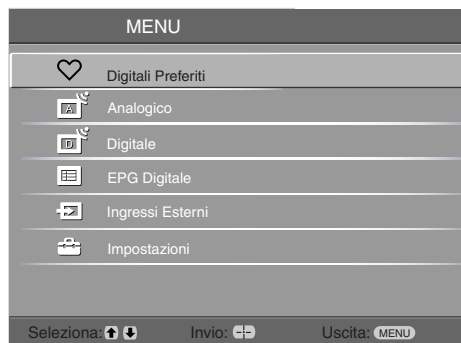 MENU
Digitali Preferiti
A Analogico
D Digitale
EPG Digitale
Ingressi Esterni
Impostazioni
Seleziona: Invio: Uscita: MENU